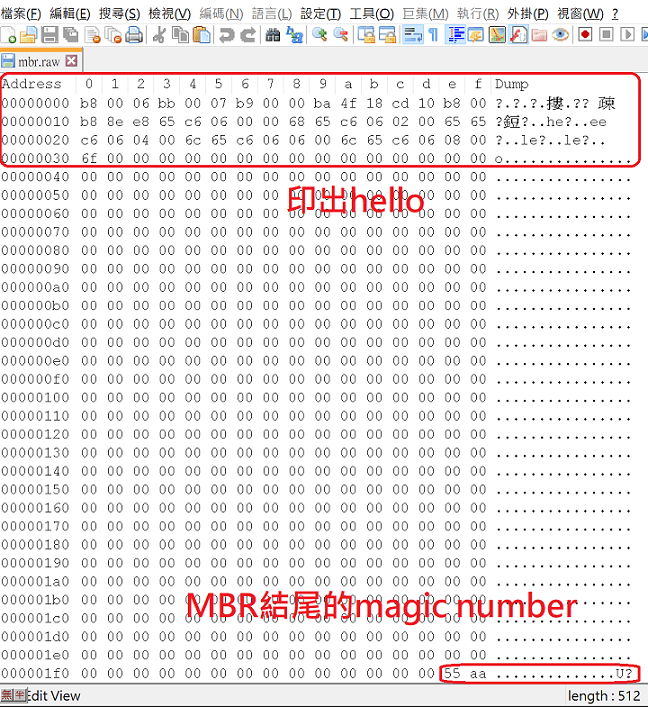 檔案(F) 編輯(E) 搜尋(S) 檢視(V) 編碼(N) 語言(L) 設定(T) 工具(O) 巨集(M) 執行(R) 外掛(P) 視窗(W) ?
mbr.raw
Address 0 1 2 3 4 5 6 7 8 9 a b c d e f Dump
00000000 b8 00 06 bb 00 07 b9 00 00 ba 4f 18 cd 10 b8 00 ?.?.?.摟.?? 疎
00000010 b8 8e e8 65 c6 06 00 00 68 65 c6 06 02 00 65 65 ? ?..he?..ee
00000020 c6 06 04 00 6c 65 c6 06 06 00 6c 65 c6 06 08 00 ?..le?..le?..
00000030 6f 00 00 00 00 00 00 00 00 00 00 00 00 00 00 00 o...............
00000040 00 00 00 00 00 00 00 00 00 00 00 00 00 00 00 00 ................
00000050 00 00 00 00 00 00 00 00 00 00 00 00 00 00 00 00 ................
印出hello
00000060 00 00 00 00 00 00 00 00 00 00 00 00 00 00 00 00 ................
00000070 00 00 00 00 00 00 00 00 00 00 00 00 00 00 00 00 ................
00000080 00 00 00 00 00 00 00 00 00 00 00 00 00 00 00 00 ................
00000090 00 00 00 00 00 00 00 00 00 00 00 00 00 00 00 00 ................
000000a0 00 00 00 00 00 00 00 00 00 00 00 00 00 00 00 00 ................
000000b0 00 00 00 00 00 00 00 00 00 00 00 00 00 00 00 00 ................
000000c0 00 00 00 00 00 00 00 00 00 00 00 00 00 00 00 00 ................
000000d0 00 00 00 00 00 00 00 00 00 00 00 00 00 00 00 00 ................
000000e0 00 00 00 00 00 00 00 00 00 00 00 00 00 00 00 00 ................
000000f0 00 00 00 00 00 00 00 00 00 00 00 00 00 00 00 00 ................
00000100 00 00 00 00 00 00 00 00 00 00 00 00 00 00 00 00 ................
00000110 00 00 00 00 00 00 00 00 00 00 00 00 00 00 00 00 ................
00000120 00 00 00 00 00 00 00 00 00 00 00 00 00 00 00 00 ................
00000130 00 00 00 00 00 00 00 00 00 00 00 00 00 00 00 00 ................
00000140 00 00 00 00 00 00 00 00 00 00 00 00 00 00 00 00 ................
00000150 00 00 00 00 00 00 00 00 00 00 00 00 00 00 00 00 ................
00000160 00 00 00 00 00 00 00 00 00 00 00 00 00 00 00 00 ................
00000170 00 00 00 00 00 00 00 00 00 00 00 00 00 00 00 00 ................
00000180 00 00 00 00 00 00 00 00 00 00 00 00 00 00 00 00 ................
00000190 00 00 00 00 00 00 00 00 00 00 00 00 00 00 00 00 ................
000001a0 00 00 00 00 00 00 00 00 00 00 00 00 00 00 00 00 ................
000001b0 00 00 00 00 00 00 00 00 00 00 00 00 00 00 00 00 ................
MBR結尾的magic number
000001c0 00 00 00 00 00 00 00 00 00 00 00 00 00 00 00 00 ................
000001d0 00 00 00 00 00 00 00 00 00 00 00 00 00 00 00 00 ................
000001e0 00 00 00 00 00 00 00 00 00 00 00 00 00 00 00 00 ................
000001f0 00 00 00 00 00 00 00 00 00 00 00 00 00 00 55 aa ..............U?
無半Edit View length : 512